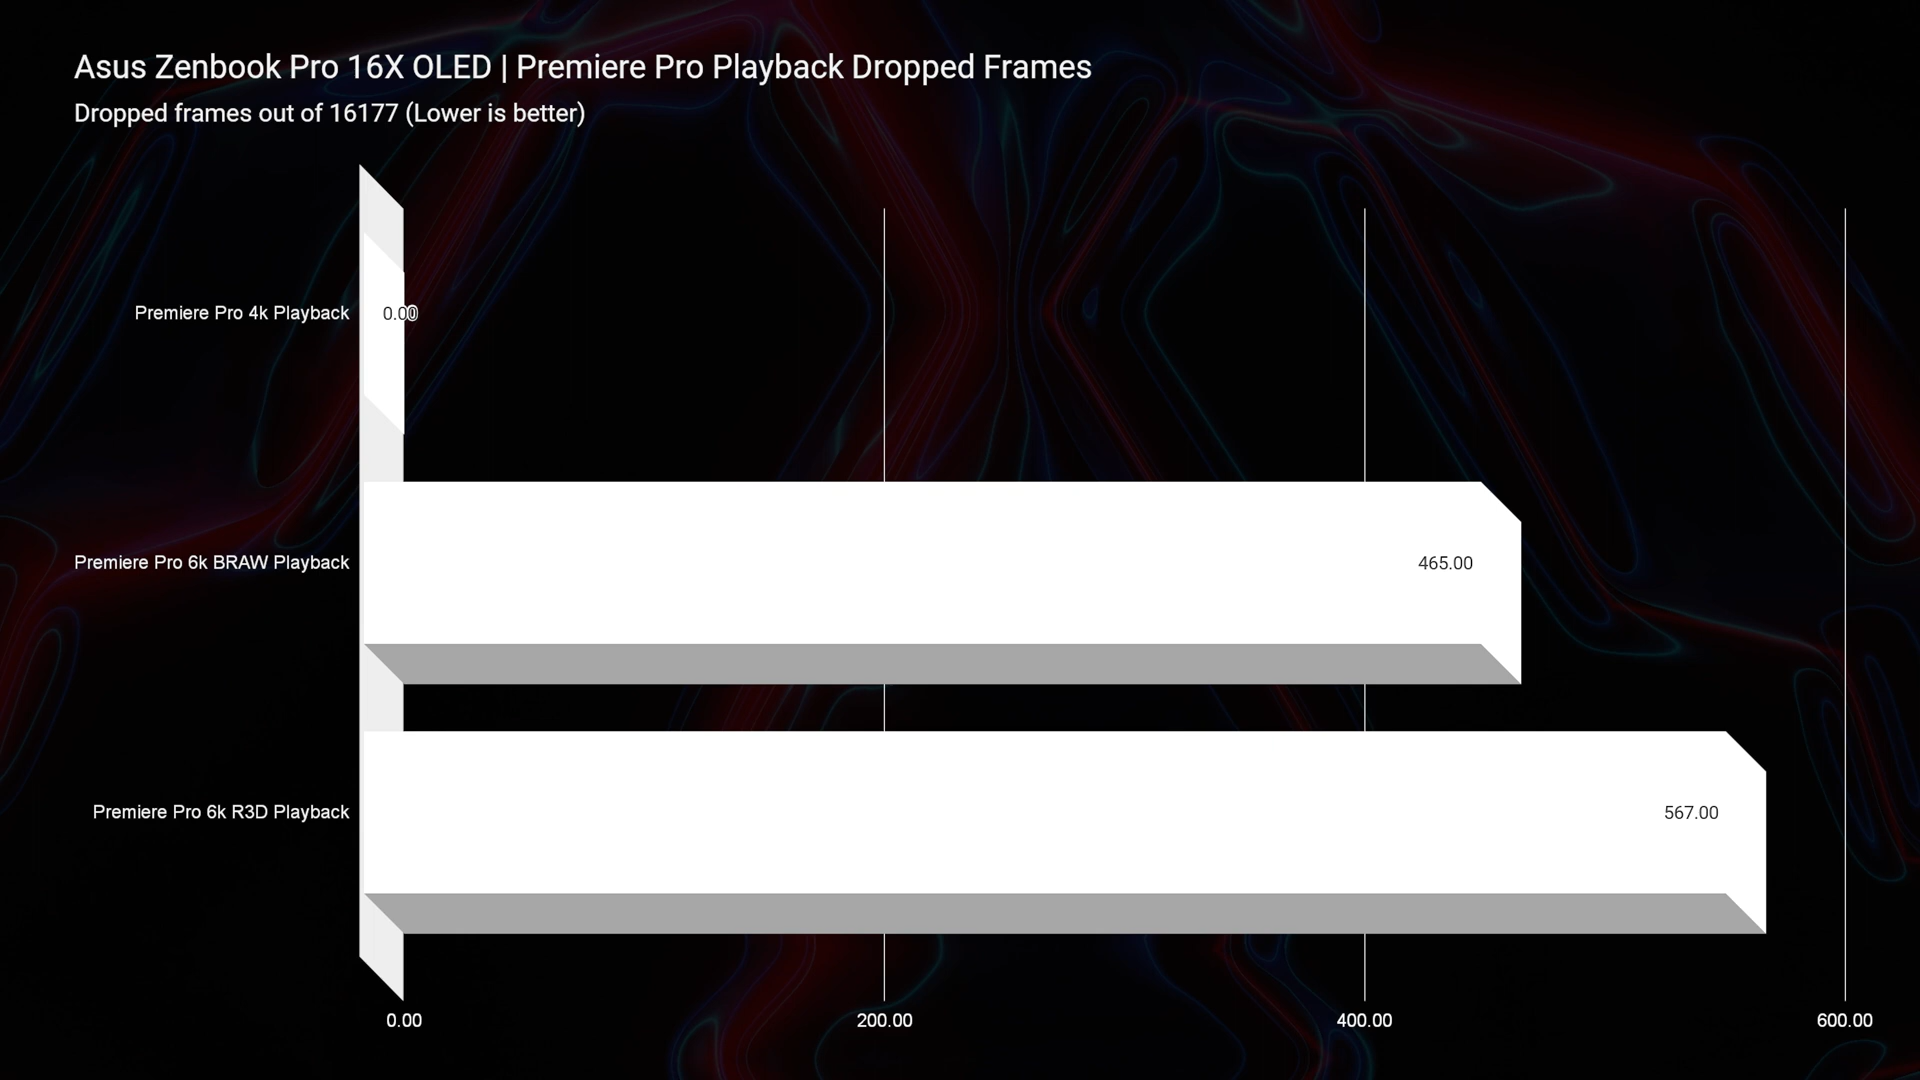 Asus Zenbook Pro 16X OLED | Premiere Pro Playback Dropped Frames
Dropped frames out of 16177 (Lower is better)
Premiere Pro 4k Playback
0.00
Premiere Pro 6k BRAW Playback
465.00
Premiere Pro 6k R3D Playback
567.00
0.00
200.00
400.00
600.00